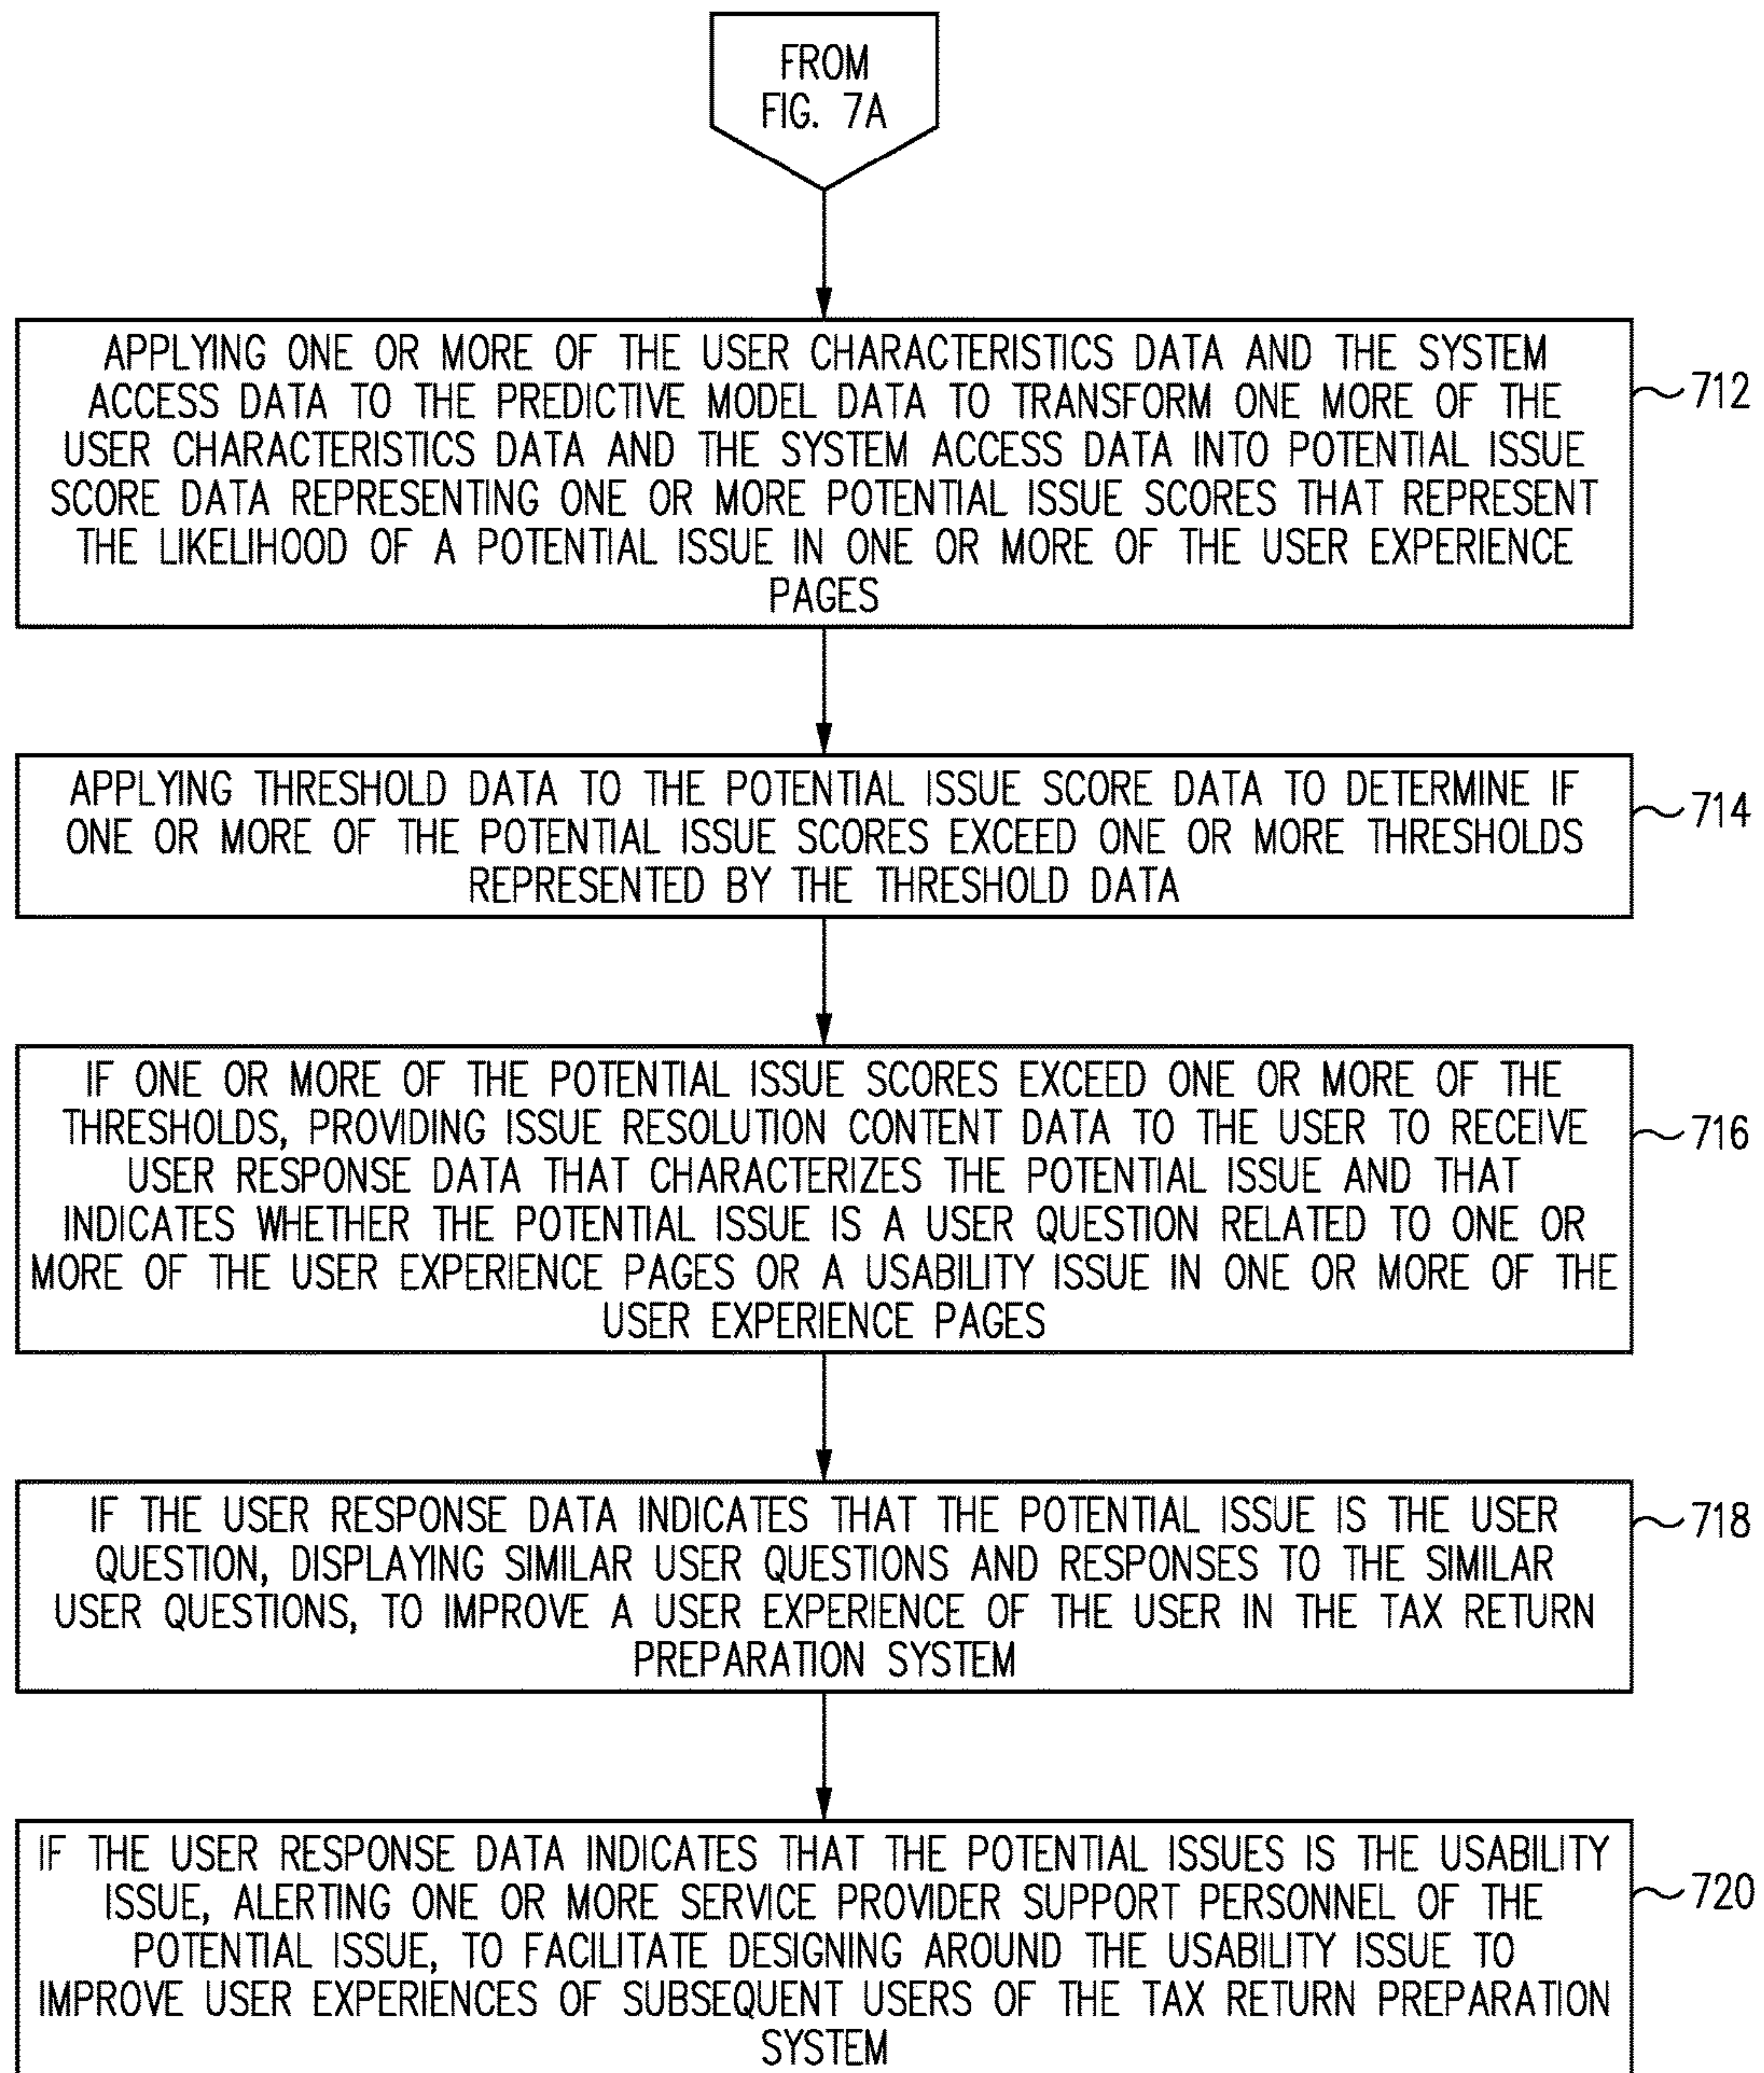 FROM
FIG. 7A
APPLYING ONE OR MORE OF THE USER CHARACTERISTICS DATA AND THE SYSTEM
ACCESS DATA TO THE PREDICTIVE MODEL DATA TO TRANSFORM ONE MORE OF THE
USER CHARACTERISTICS DATA AND THE SYSTEM ACCESS DATA INTO POTENTIAL ISSUE
SCORE DATA REPRESENTING ONE OR MORE POTENTIAL ISSUE SCORES THAT REPRESENT
THE LIKELIHOOD OF A POTENTIAL ISSUE IN ONE OR MORE OF THE USER EXPERIENCE
PAGES
712
APPLYING THRESHOLD DATA TO THE POTENTIAL ISSUE SCORE DATA TO DETERMINE IF
ONE OR MORE OF THE POTENTIAL ISSUE SCORES EXCEED ONE OR MORE THRESHOLDS
REPRESENTED BY THE THRESHOLD DATA
714
IF ONE OR MORE OF THE POTENTIAL ISSUE SCORES EXCEED ONE OR MORE OF THE
THRESHOLDS, PROVIDING ISSUE RESOLUTION CONTENT DATA TO THE USER TO RECEIVE
USER RESPONSE DATA THAT CHARACTERIZES THE POTENTIAL ISSUE AND THAT
INDICATES WHETHER THE POTENTIAL ISSUE IS A USER QUESTION RELATED TO ONE OR
MORE OF THE USER EXPERIENCE PAGES OR A USABILITY ISSUE IN ONE OR MORE OF THE
USER EXPERIENCE PAGES
716
IF THE USER RESPONSE DATA INDICATES THAT THE POTENTIAL ISSUE IS THE USER
QUESTION, DISPLAYING SIMILAR USER QUESTIONS AND RESPONSES TO THE SIMILAR
USER QUESTIONS, TO IMPROVE A USER EXPERIENCE OF THE USER IN THE TAX RETURN
PREPARATION SYSTEM
718
IF THE USER RESPONSE DATA INDICATES THAT THE POTENTIAL ISSUES IS THE USABILITY
ISSUE, ALERTING ONE OR MORE SERVICE PROVIDER SUPPORT PERSONNEL OF THE
POTENTIAL ISSUE, TO FACILITATE DESIGNING AROUND THE USABILITY ISSUE TO
IMPROVE USER EXPERIENCES OF SUBSEQUENT USERS OF THE TAX RETURN PREPARATION
SYSTEM
720